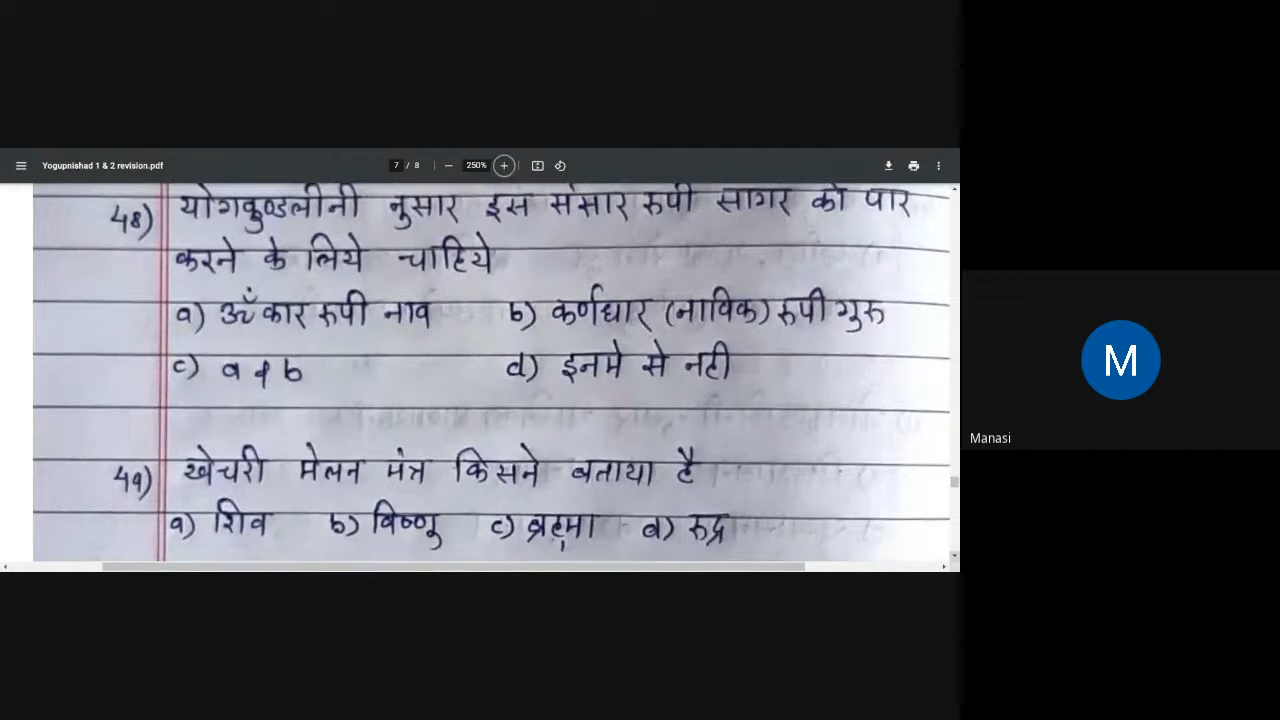 Yogupnishad 1 & 2 revision.pdf 7 / 8 250%
48) योगकुण्डलीनी नुसार इस संसार रुपी सागर को पार
करने के लिये चाहिये
a) ॐ कार रुपी नाव b) कर्णधार (नाविक) रुपी गुरु
c) a व b d) इनमे से नही
M
Manasi
49) खेचरी मेलन मंत्र किसने बताया है
a) शिव b) विष्णू c) ब्रह्मा d) रुद्र